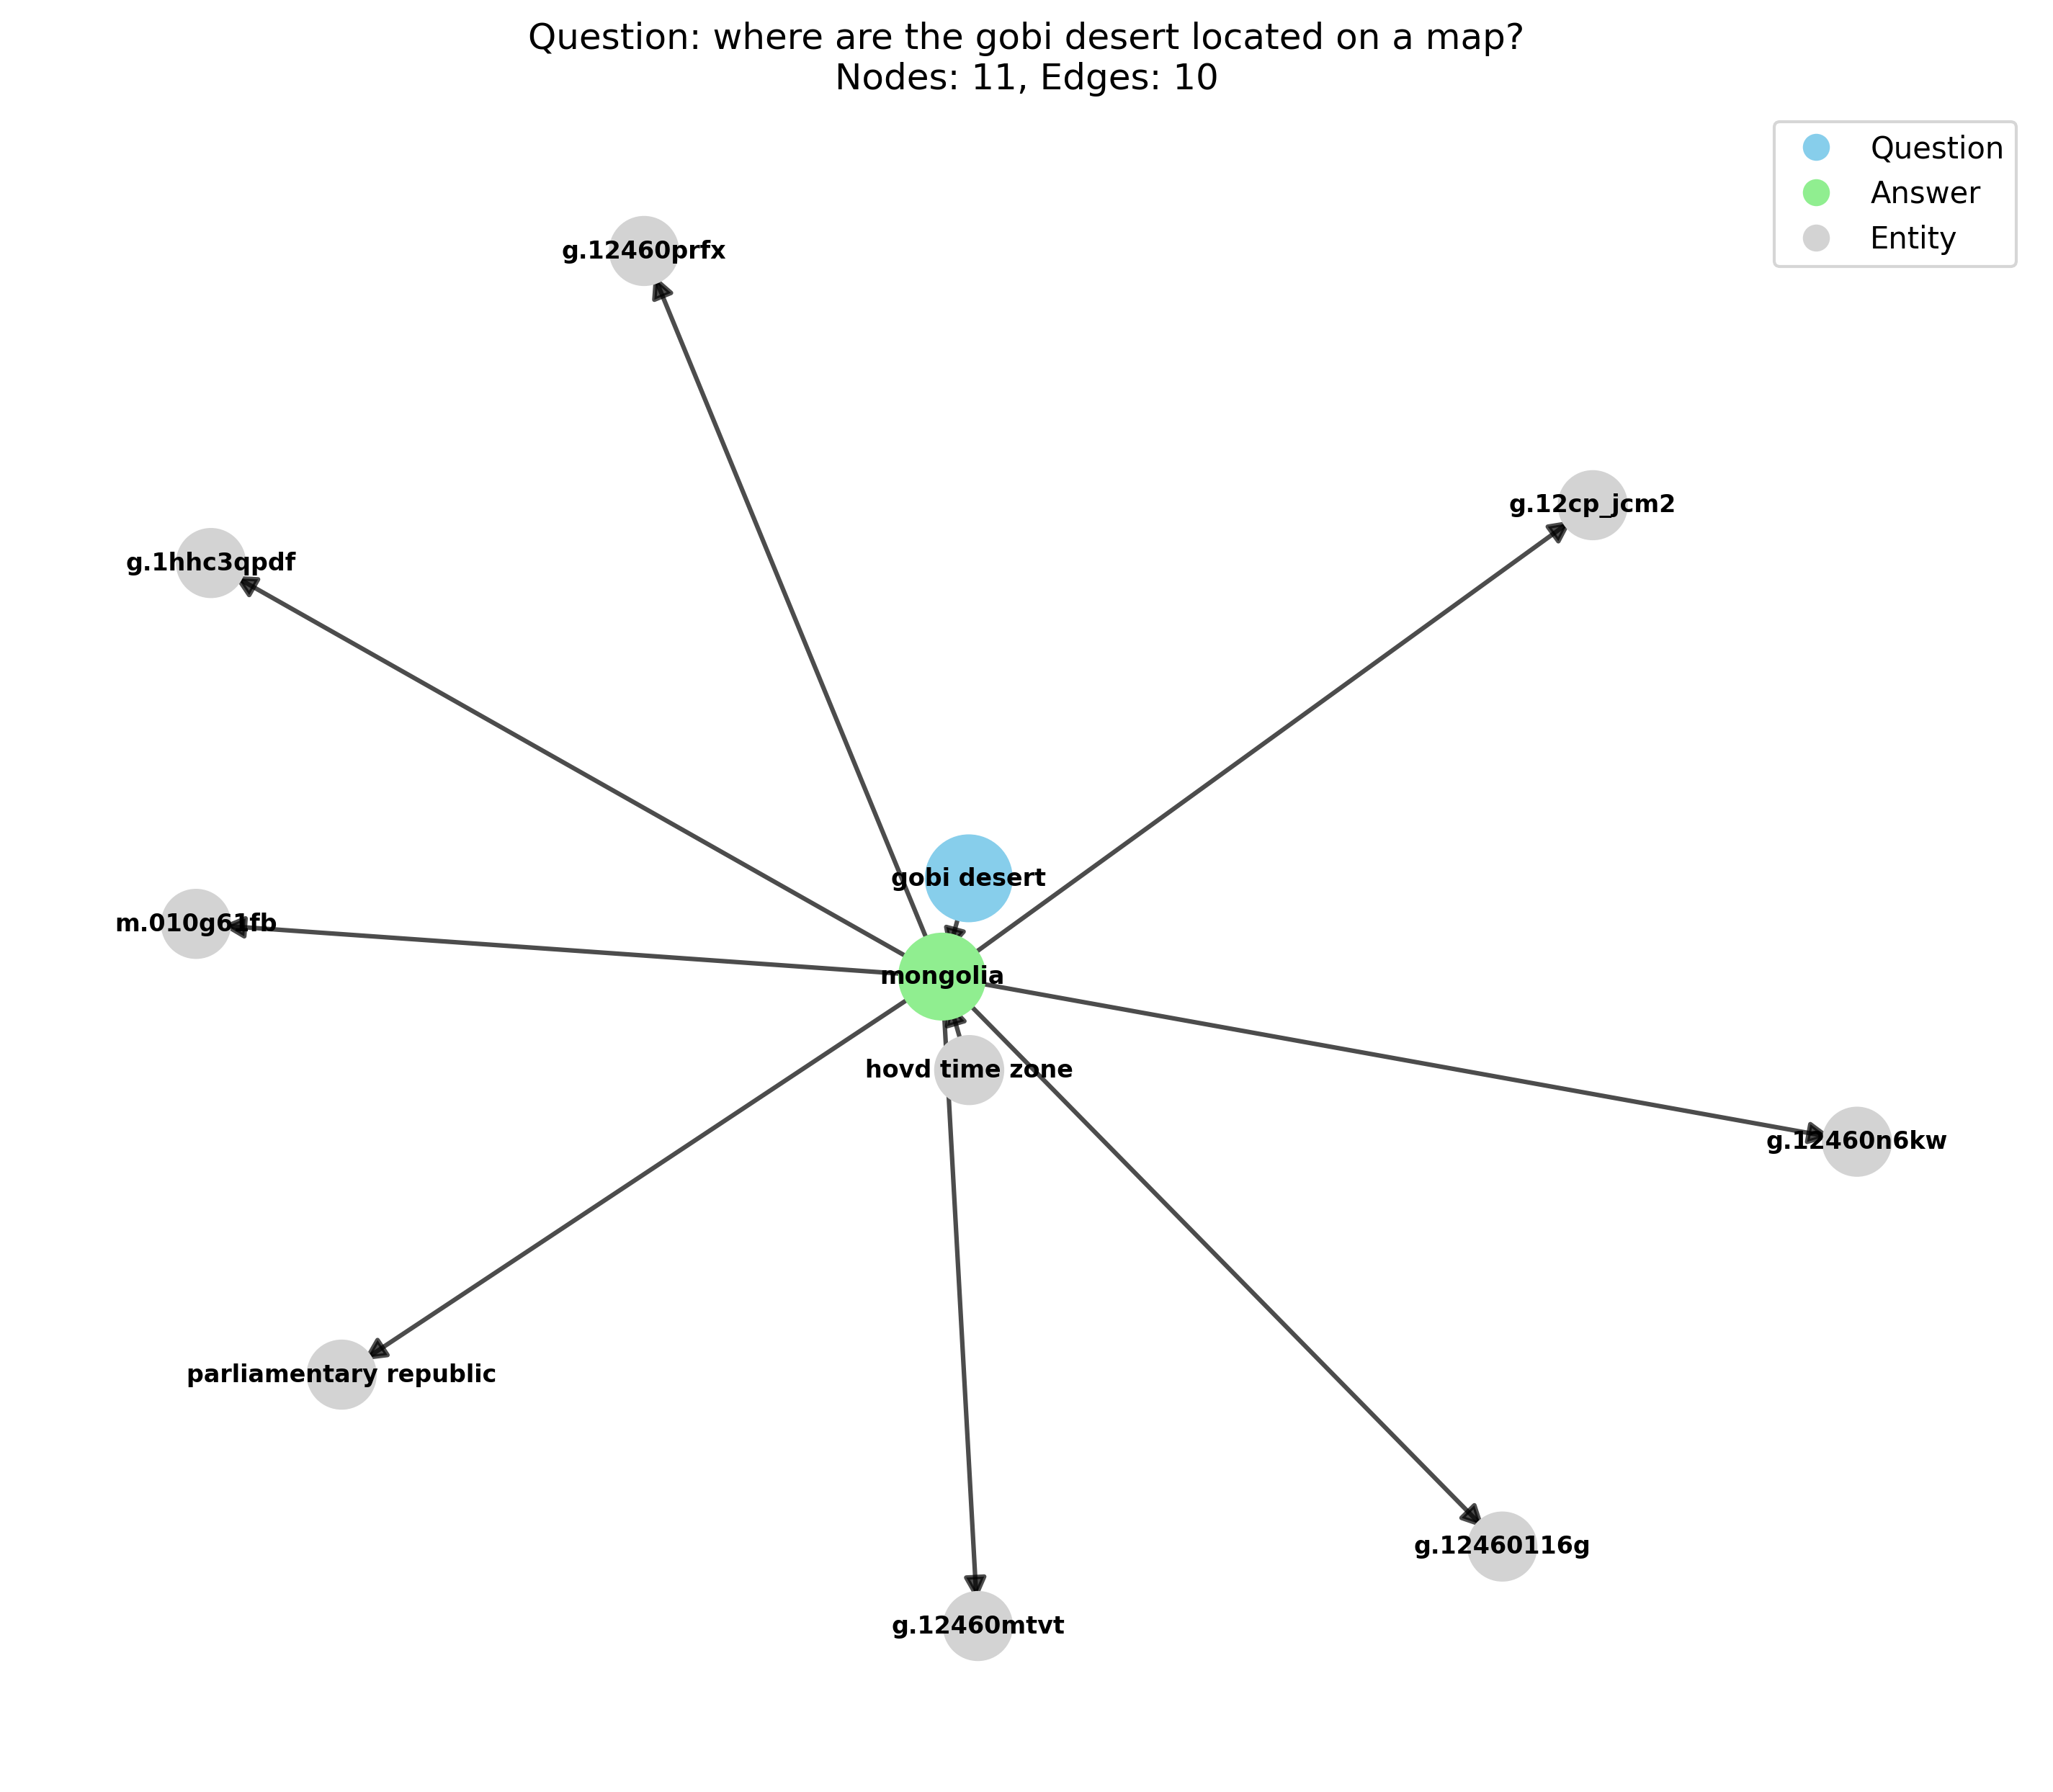 Question: where are the gobi desert located on a map?
Nodes: 11, Edges: 10
Question
Answer
Entity
g.12460prfx
g.12cp_jcm2
g.1hhc3qpdf
gobi desert
m.010g61fb
mongolia
hovd time zone
g.12460n6kw
parliamentary republic
g.12460116g
g.12460mtvt